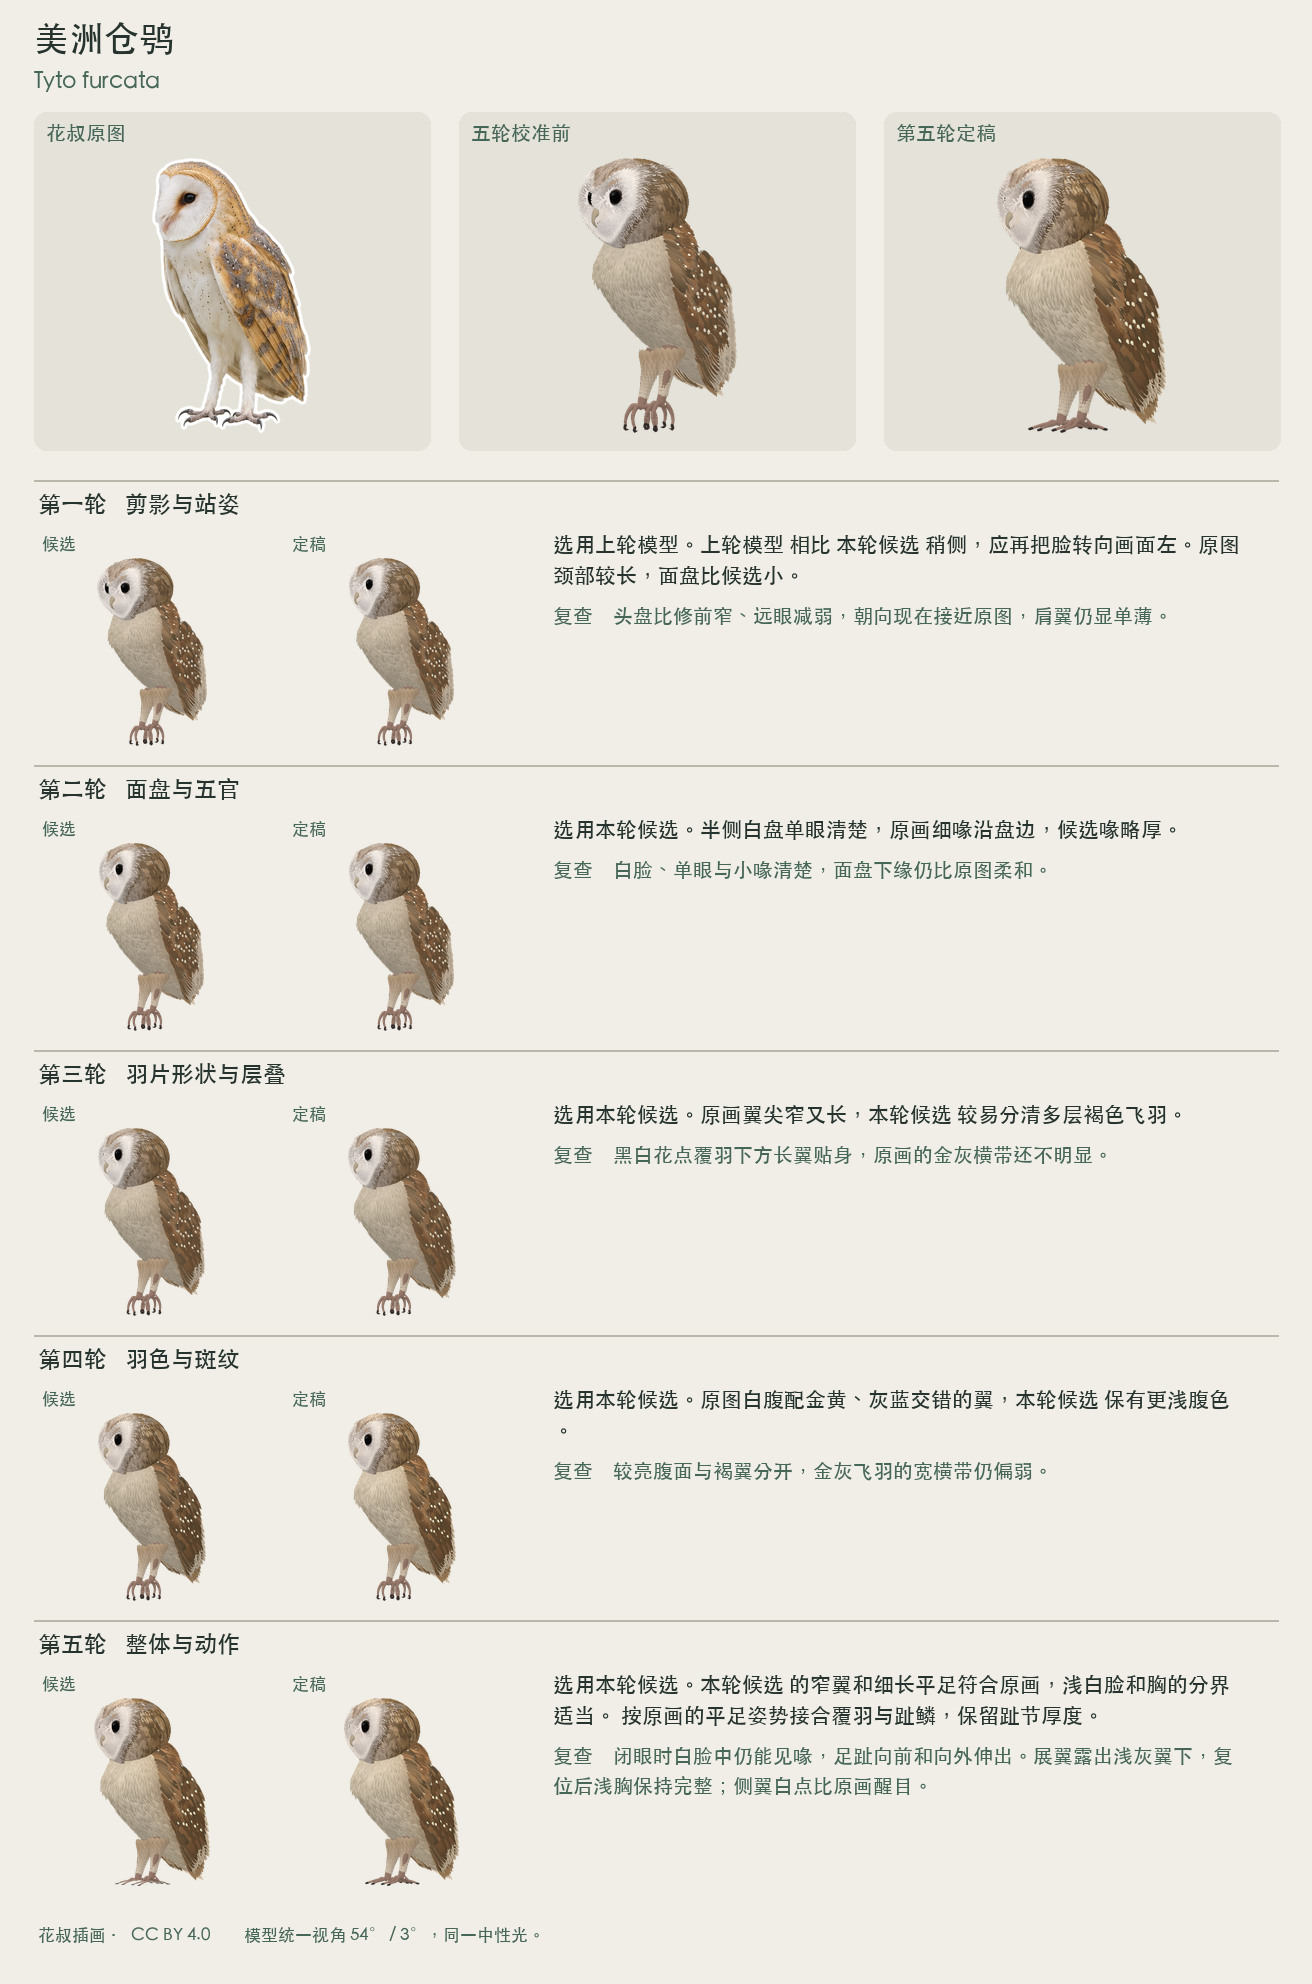 美洲仓鸮
Tyto furcata
花叔原图
五轮校准前
第五轮定稿
第一轮 剪影与站姿
候选
定稿
选用上轮模型。上轮模型 相比 本轮候选 稍侧，应再把脸转向画面左。原图
颈部较长，面盘比候选小。
复查 头盘比修前窄、远眼减弱，朝向现在接近原图，肩翼仍显单薄。
第二轮 面盘与五官
候选
定稿
选用本轮候选。半侧白盘单眼清楚，原画细喙沿盘边，候选喙略厚。
复查 白脸、单眼与小喙清楚，面盘下缘仍比原图柔和。
第三轮 羽片形状与层叠
候选
定稿
选用本轮候选。原画翼尖窄又长，本轮候选 较易分清多层褐色飞羽。
复查 黑白花点覆羽下方长翼贴身，原画的金灰横带还不明显。
第四轮 羽色与斑纹
候选
定稿
选用本轮候选。原图白腹配金黄、灰蓝交错的翼，本轮候选 保有更浅腹色
。
复查 较亮腹面与褐翼分开，金灰飞羽的宽横带仍偏弱。
第五轮 整体与动作
候选
定稿
选用本轮候选。本轮候选 的窄翼和细长平足符合原画，浅白脸和胸的分界
适当。 按原画的平足姿势接合覆羽与趾鳞，保留趾节厚度。
复查 闭眼时白脸中仍能见喙，足趾向前和向外伸出。展翼露出浅灰翼下，复
位后浅胸保持完整；侧翼白点比原画醒目。
花叔插画 · CC BY 4.0 模型统一视角 54° / 3°，同一中性光。